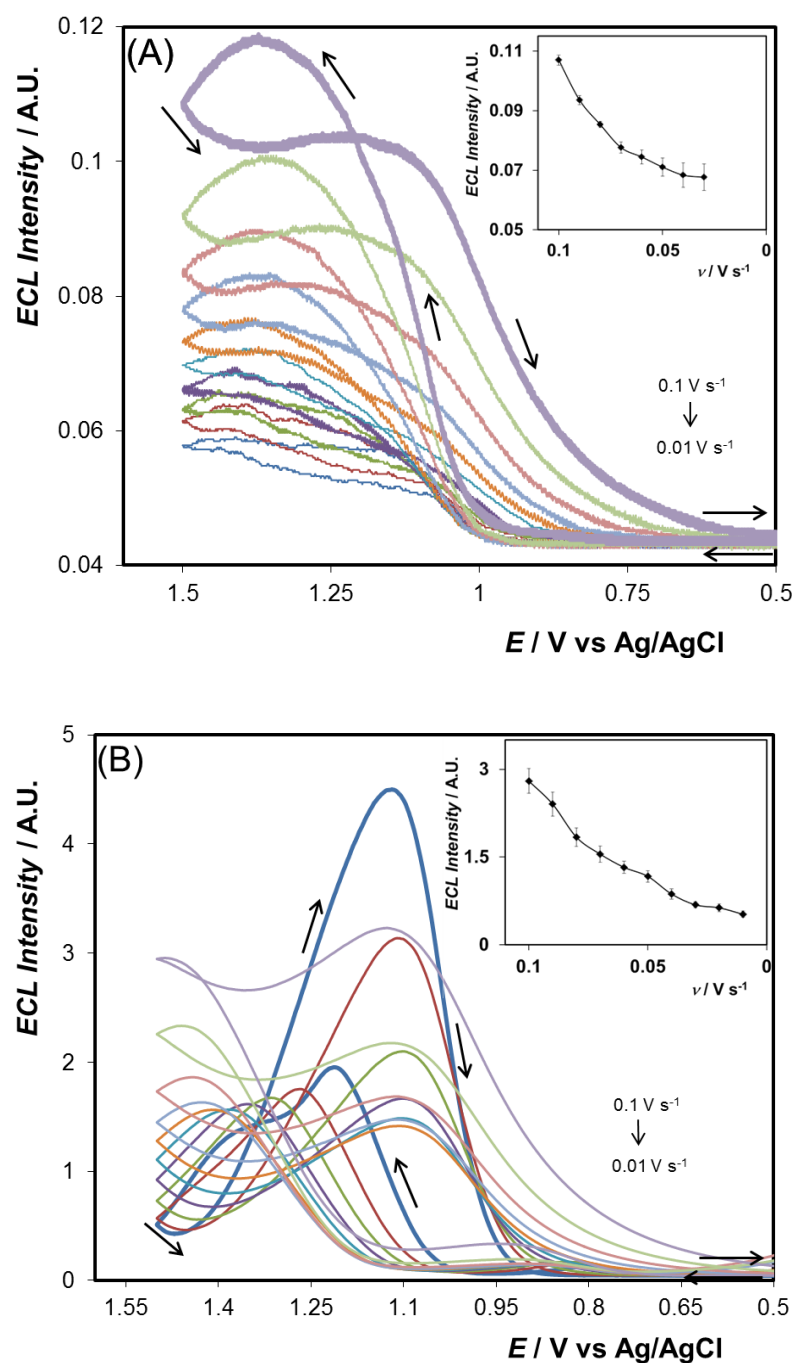 (A)
0.12
0.1
0.08
0.06
0.04
ECL Intensity / A.U.
1.5
1.25
1
0.75
0.5
E / V vs Ag/AgCl
0.1 V s⁻¹
0.01 V s⁻¹
0.11
0.09
0.07
0.05
ECL Intensity / A.U.
0.1
0.05
0
ν / V s⁻¹
(B)
5
4
3
2
1
0
ECL Intensity / A.U.
1.55
1.4
1.25
1.1
0.95
0.8
0.65
0.5
E / V vs Ag/AgCl
0.1 V s⁻¹
0.01 V s⁻¹
3
1.5
0
ECL Intensity / A.U.
0.1
0.05
0
ν / V s⁻¹